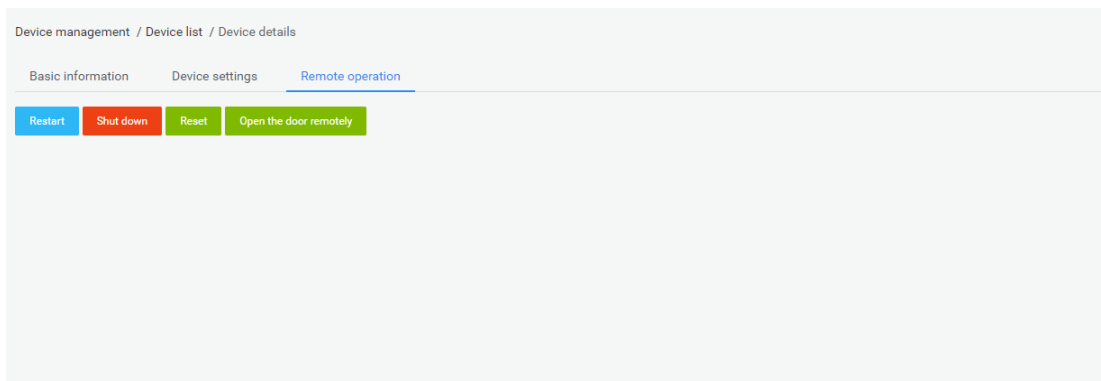 Device management / Device list / Device details
Basic information Device settings Remote operation
Restart Shut down Reset Open the door remotely